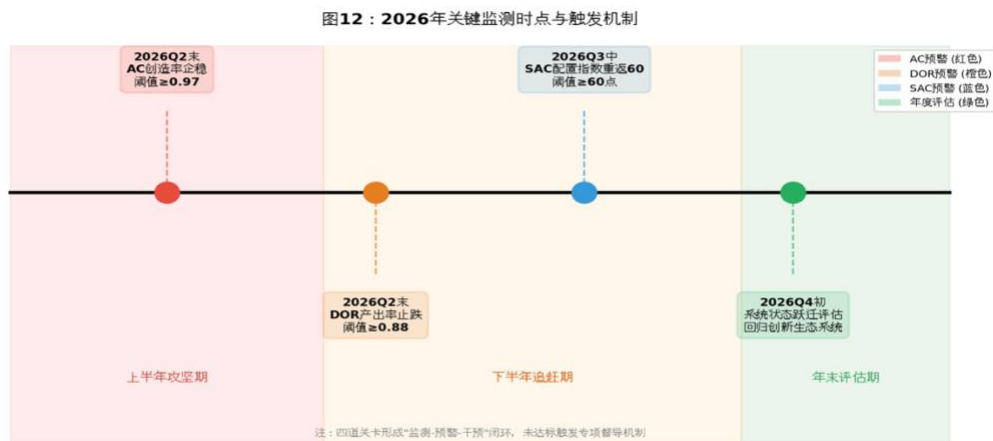 图12：2026年关键监测时点与触发机制
2026Q2末
AC创造率企稳
阈值≥0.97
2026Q3中
SAC配置指数重返60
阈值≥60点
AC预警 (红色)
DOR预警 (橙色)
SAC预警 (蓝色)
年度评估 (绿色)
2026Q2末
DOR产出率止跌
阈值≥0.88
2026Q4初
系统状态跃迁评估
回归创新生态系统
上半年攻坚期
下半年追赶期
年末评估期
注：四道关卡形成"监测-预警-干预"闭环，未达标触发专项督导机制